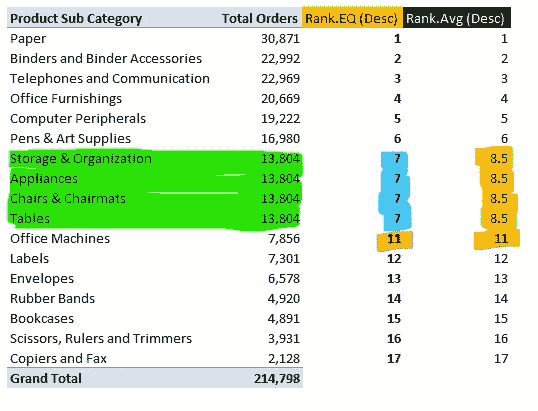 Product Sub Category Total Orders Rank.EQ (Desc) Rank.Avg (Desc)
Paper 30,871 1 1
Binders and Binder Accessories 22,992 2 2
Telephones and Communication 22,969 3 3
Office Furnishings 20,669 4 4
Computer Peripherals 19,222 5 5
Pens & Art Supplies 16,980 6 6
Storage & Organization 13,804 7 8.5
Appliances 13,804 7 8.5
Chairs & Chairmats 13,804 7 8.5
Tables 13,804 7 8.5
Office Machines 7,856 11 11
Labels 7,301 12 12
Envelopes 6,578 13 13
Rubber Bands 4,920 14 14
Bookcases 4,891 15 15
Scissors, Rulers and Trimmers 3,931 16 16
Copiers and Fax 2,128 17 17
Grand Total 214,798